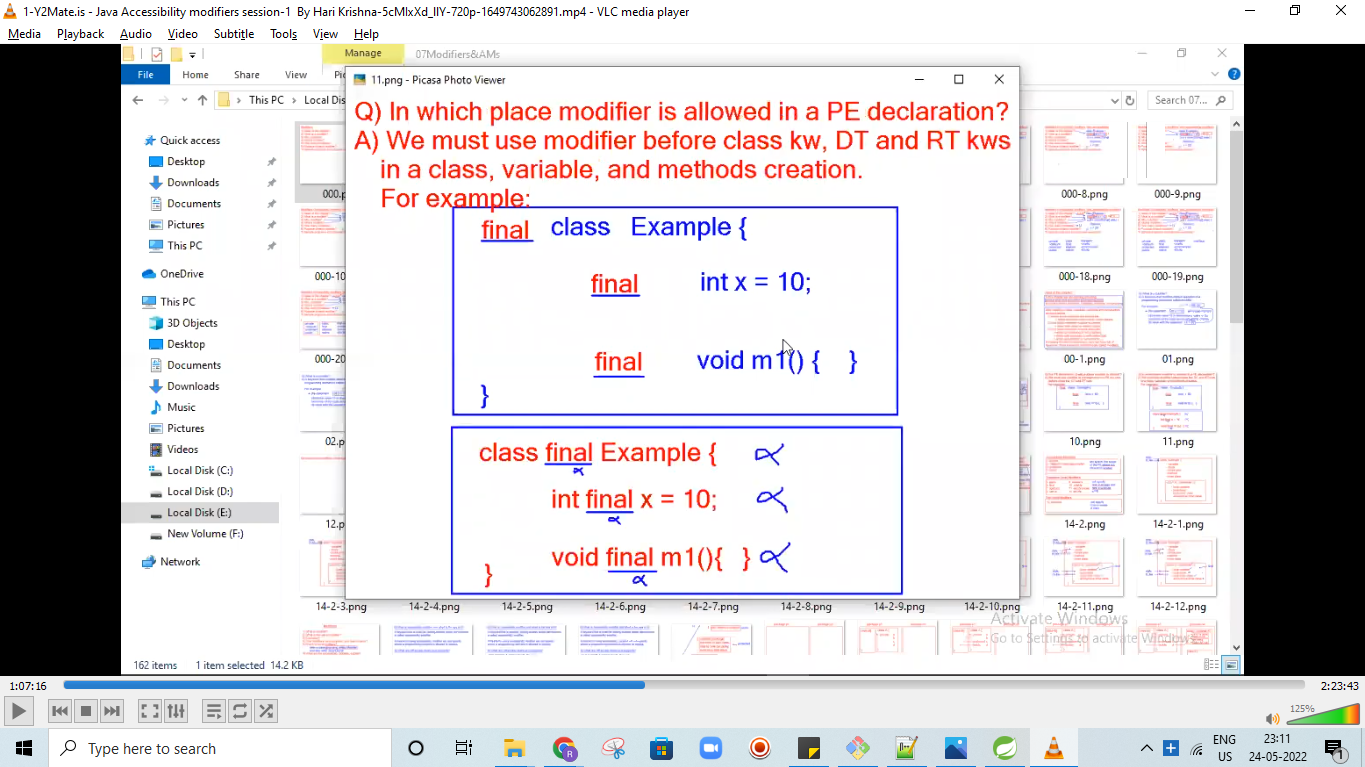 1-Y2Mate.is - Java Accessibility modifiers session-1 By Hari Krishna-5cMlxXd_IIY-720p-1649743062891.mp4 - VLC media player
Media Playback Audio Video Subtitle Tools View Help
Manage 07Modifiers&AMs
File Home Share View
This PC Local Dis
Search 07...
11.png - Picasa Photo Viewer
Q) In which place modifier is allowed in a PE declaration?
A) We must use modifier before class kw, DT and RT kws
in a class, variable, and methods creation.
For example:
final class Example {
final int x = 10;
final void m1() { }
}
class final Example {
int final x = 10;
void final m1(){ }
}
Quick access
Desktop
Downloads
Documents
Pictures
This PC
OneDrive
This PC
3D Objects
Desktop
Documents
Downloads
Music
Pictures
Videos
Local Disk (C:)
Local Disk (D:)
Local Disk (E:)
New Volume (F:)
Network
000.p
000-8.png 000-9.png
000-10
000-18.png 000-19.png
000-20
00-1.png 01.png
02.p
10.png 11.png
12.p
14-2.png 14-2-1.png
14-2-3.png 14-2-4.png 14-2-5.png 14-2-6.png 14-2-7.png 14-2-8.png 14-2-9.png 14-2-10.png 14-2-11.png 14-2-12.png
Activate Windows
Go to Settings to activate Windows.
162 items 1 item selected 14.2 KB
1:07:16 2:23:43
125%
Type here to search
ENG 23:11
US 24-05-2022
1